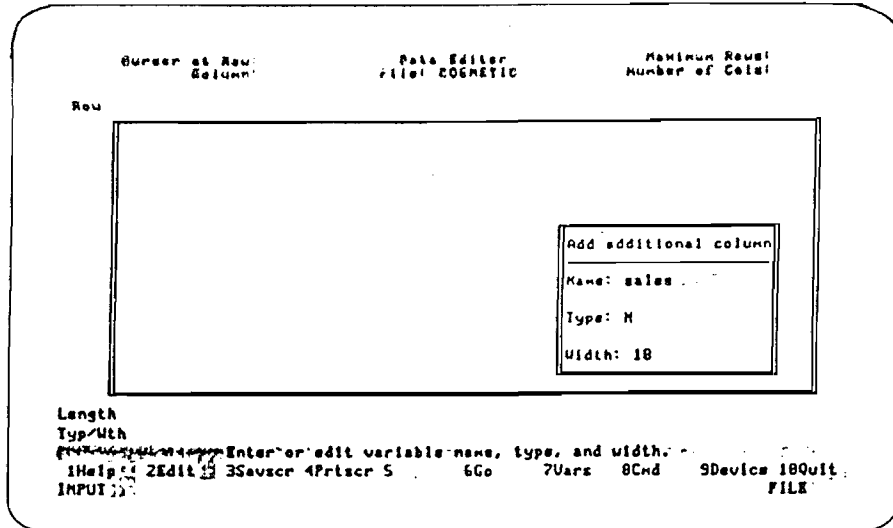 Cursor at Row: Data Editor Maximum Rows:
Column: File: COSMETIC Number of Cols:
Row
Add additional column
Name: sales
Type: N
Width: 10
Length
Typ/Wth
Enter or edit variable name, type, and width.
1Help 2Edit 3Savscr 4Prtscr 5 6Go 7Vars 8Cmd 9Device 10Quit
INPUT FILE